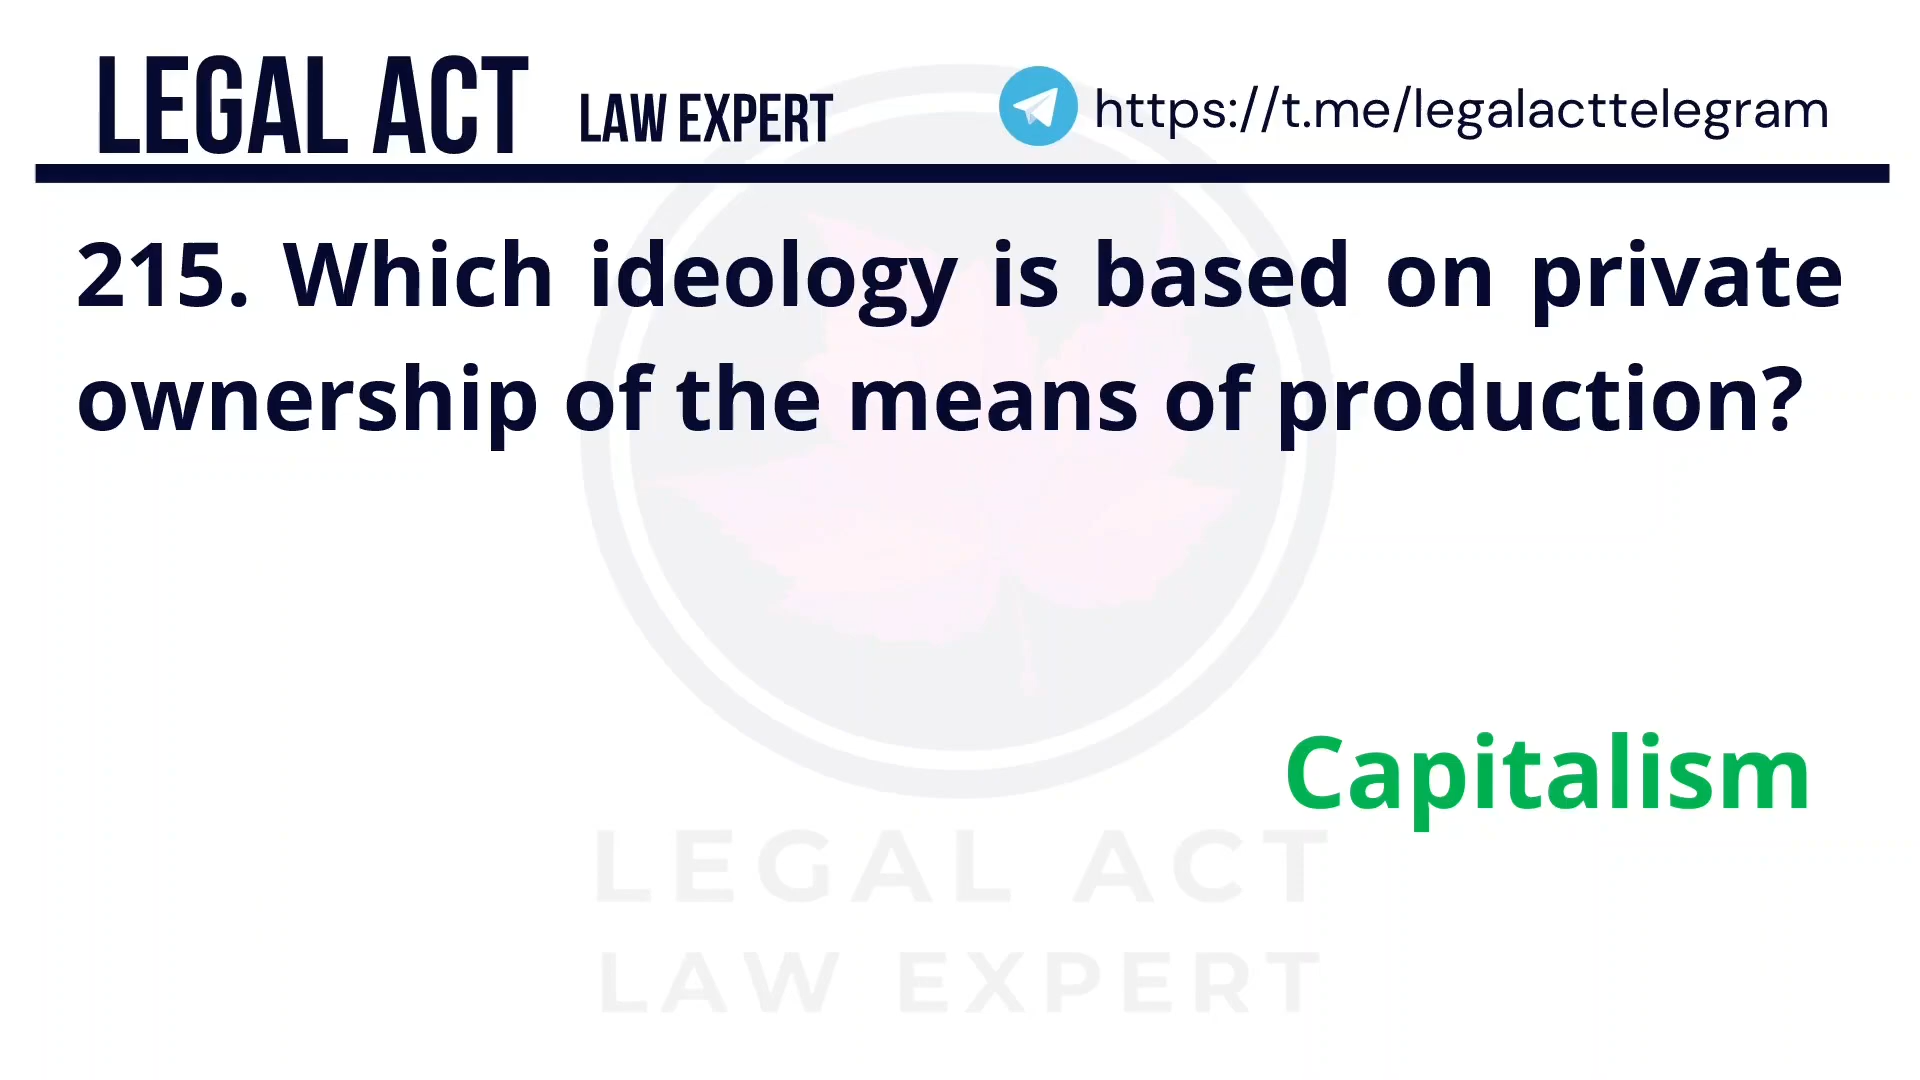 LEGAL ACT LAW EXPERT https://t.me/legalacttelegram
215. Which ideology is based on private
ownership of the means of production?
Capitalism
LEGAL ACT
LAW EXPERT